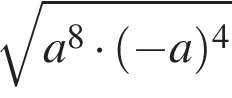 √(a⁸ · (−a)⁴)